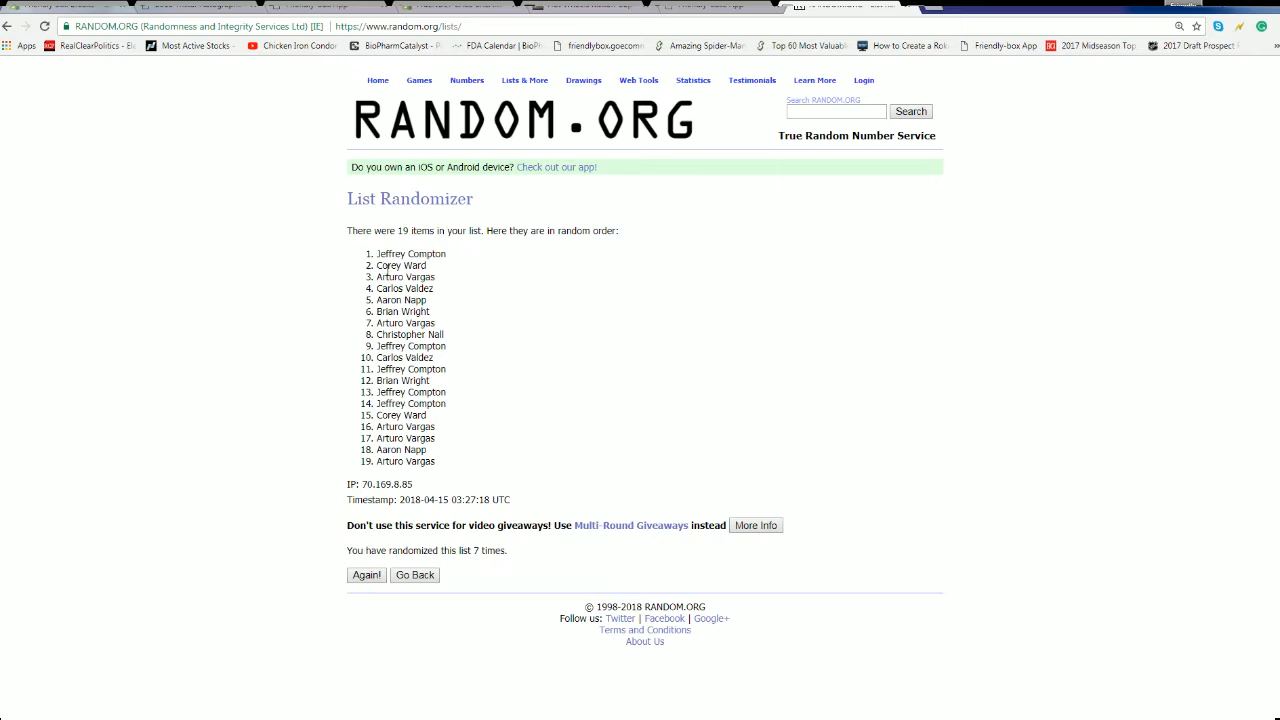 RANDOM.ORG (Randomness and Integrity Services Ltd) [IE] https://www.random.org/lists/
Apps RealClearPolitics - El Most Active Stocks - Chicken Iron Condor BioPharmCatalyst - P FDA Calendar | BioP friendlybox.goecomm Amazing Spider-Man Top 60 Most Valuabl How to Create a Rok Friendly-box App 2017 Midseason Top 2017 Draft Prospect
Home Games Numbers Lists & More Drawings Web Tools Statistics Testimonials Learn More Login
Search RANDOM.ORG
RANDOM.ORG
Search
True Random Number Service
Do you own an iOS or Android device? Check out our app!
List Randomizer
There were 19 items in your list. Here they are in random order:
1. Jeffrey Compton
2. Corey Ward
3. Arturo Vargas
4. Carlos Valdez
5. Aaron Napp
6. Brian Wright
7. Arturo Vargas
8. Christopher Nall
9. Jeffrey Compton
10. Carlos Valdez
11. Jeffrey Compton
12. Brian Wright
13. Jeffrey Compton
14. Jeffrey Compton
15. Corey Ward
16. Arturo Vargas
17. Arturo Vargas
18. Aaron Napp
19. Arturo Vargas
IP: 70.169.8.85
Timestamp: 2018-04-15 03:27:18 UTC
Don't use this service for video giveaways! Use Multi-Round Giveaways instead More Info
You have randomized this list 7 times.
Again! Go Back
© 1998-2018 RANDOM.ORG
Follow us: Twitter | Facebook | Google+
Terms and Conditions
About Us